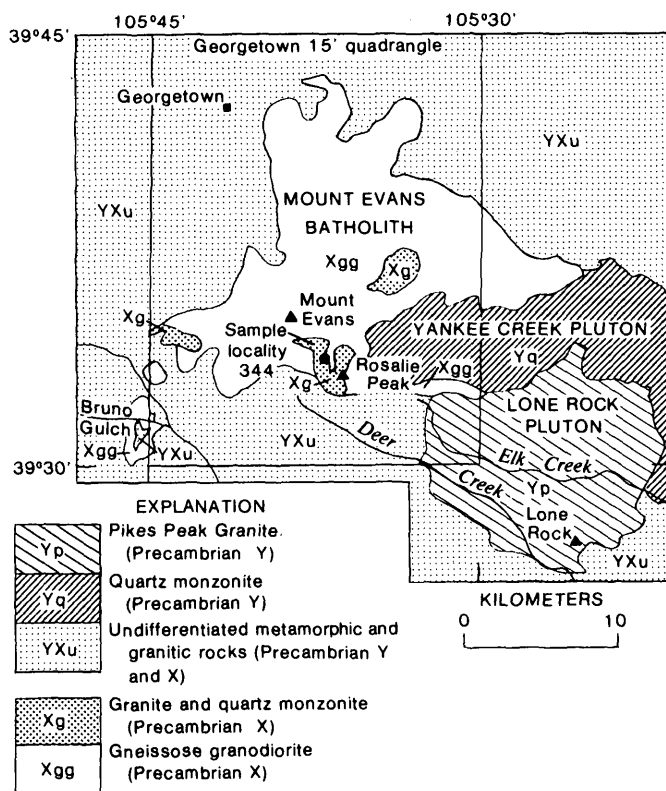 105°45' 105°30'
39°45'
Georgetown 15' quadrangle
Georgetown
YXu
YXu
MOUNT EVANS
BATHOLITH
Xgg
Xg
Xg
Mount
Evans
Sample
locality
344
YANKEE CREEK PLUTON
Yq
Xgg
Rosalie
Peak
Xg
LONE ROCK
PLUTON
Bruno
Gulch
Xgg
YXu
YXu
Deer
Creek
Elk Creek
39°30'
Yp
Lone
Rock
YXu
EXPLANATION
Yp Pikes Peak Granite.
(Precambrian Y)
Yq Quartz monzonite
(Precambrian Y)
YXu Undifferentiated metamorphic and
granitic rocks (Precambrian Y
and X)
Xg Granite and quartz monzonite
(Precambrian X)
Xgg Gneissose granodiorite
(Precambrian X)
KILOMETERS
0 10